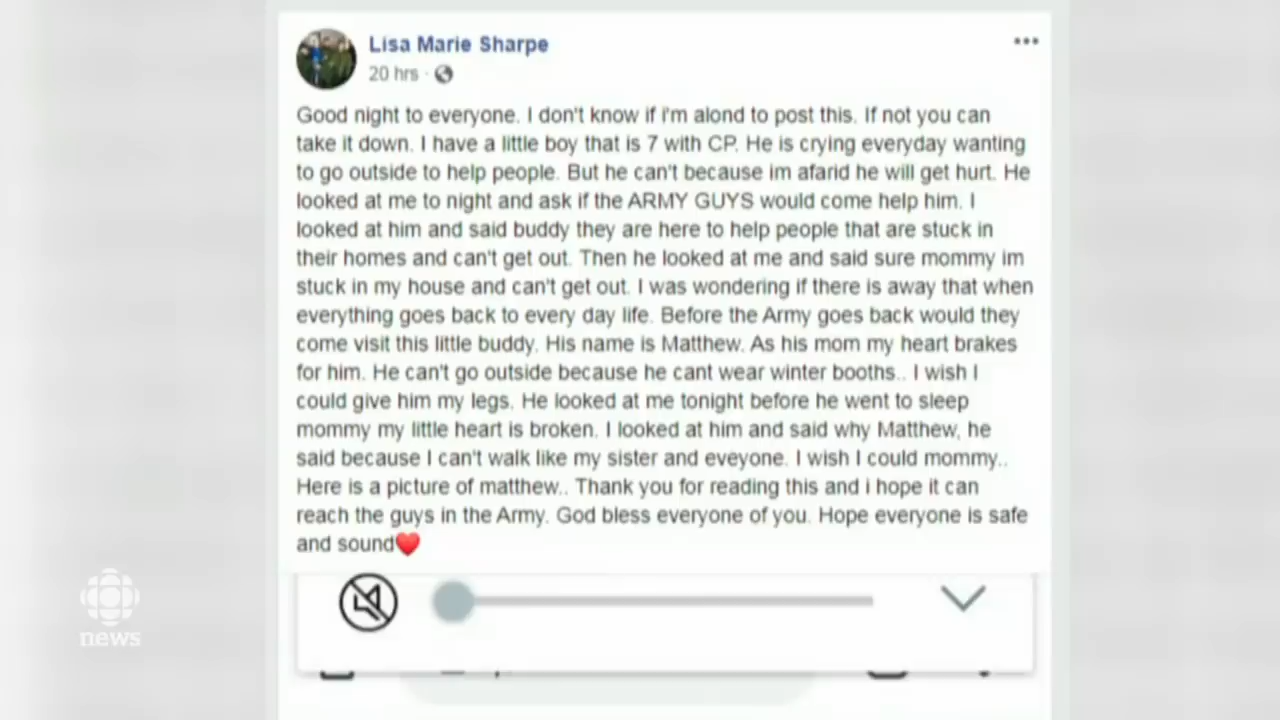 Lisa Marie Sharpe
20 hrs ·
Good night to everyone. I don't know if i'm alond to post this. If not you can
take it down. I have a little boy that is 7 with CP. He is crying everyday wanting
to go outside to help people. But he can't because im afarid he will get hurt. He
looked at me to night and ask if the ARMY GUYS would come help him. I
looked at him and said buddy they are here to help people that are stuck in
their homes and can't get out. Then he looked at me and said sure mommy im
stuck in my house and can't get out. I was wondering if there is away that when
everything goes back to every day life. Before the Army goes back would they
come visit this little buddy. His name is Matthew. As his mom my heart brakes
for him. He can't go outside because he cant wear winter booths.. I wish I
could give him my legs. He looked at me tonight before he went to sleep
mommy my little heart is broken. I looked at him and said why Matthew, he
said because I can't walk like my sister and eveyone. I wish I could mommy..
Here is a picture of matthew.. Thank you for reading this and i hope it can
reach the guys in the Army. God bless everyone of you. Hope everyone is safe
and sound❤️
news